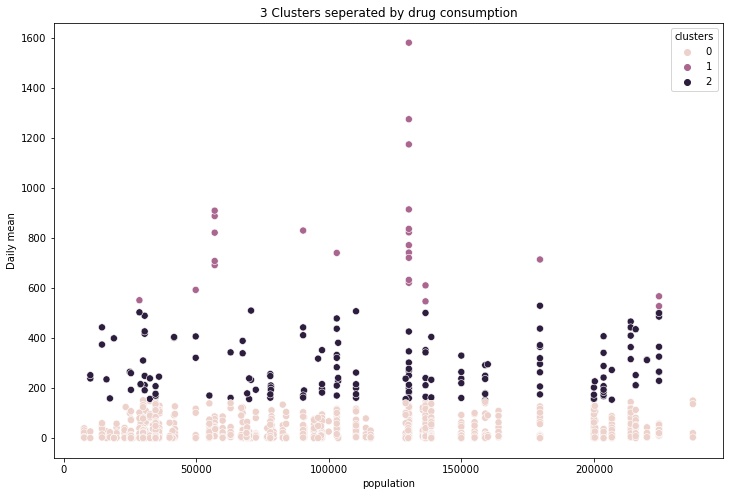 3 Clusters seperated by drug consumption
clusters
0
1
2
Daily mean
1600
1400
1200
1000
800
600
400
200
0
0 50000 100000 150000 200000
population